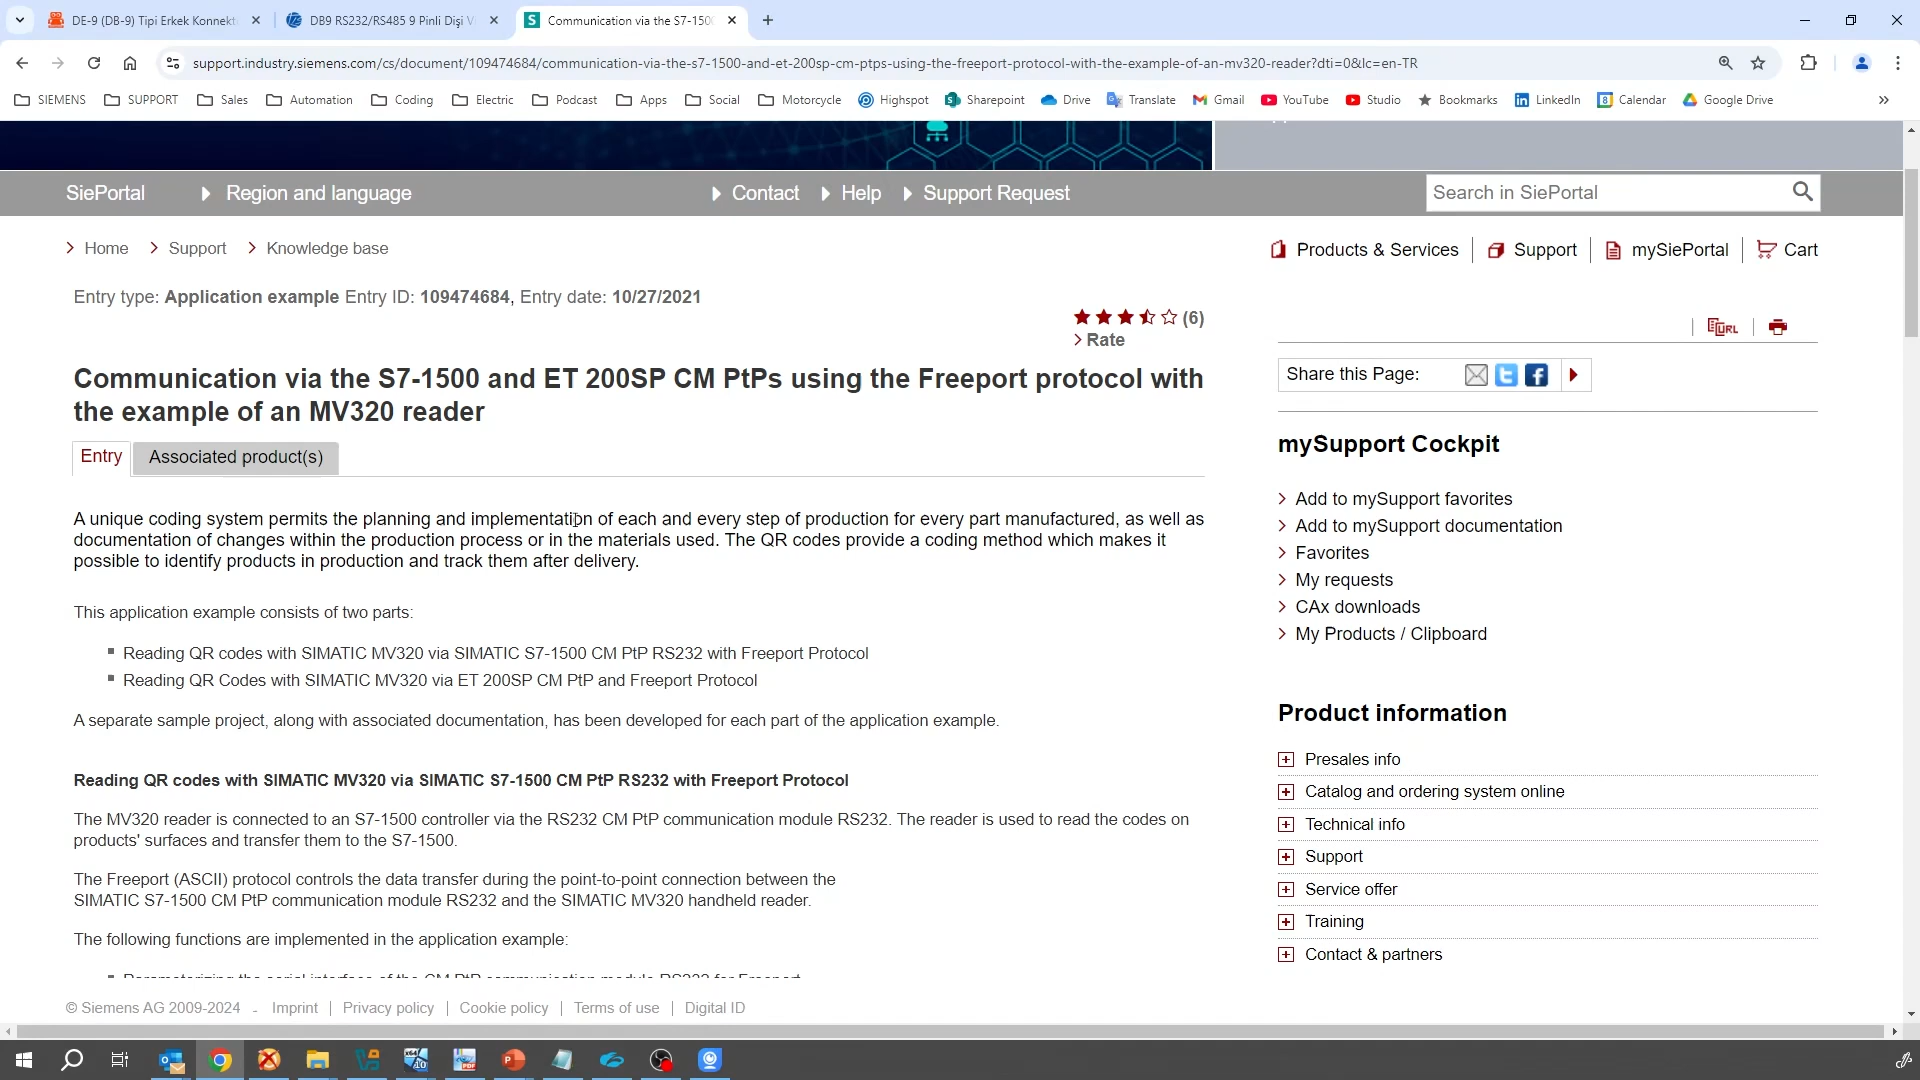 DE-9 (DB-9) Tipi Erkek Konnekt
DB9 RS232/RS485 9 Pinli Dişi V
Communication via the S7-150
support.industry.siemens.com/cs/document/109474684/communication-via-the-s7-1500-and-et-200sp-cm-ptps-using-the-freeport-protocol-with-the-example-of-an-mv320-reader?dti=0&lc=en-TR
SIEMENS SUPPORT Sales Automation Coding Electric Podcast Apps Social Motorcycle Highspot Sharepoint Drive Translate Gmail YouTube Studio Bookmarks LinkedIn Calendar Google Drive
SiePortal Region and language Contact Help Support Request Search in SiePortal
Home Support Knowledge base
Products & Services Support mySiePortal Cart
Entry type: Application example Entry ID: 109474684, Entry date: 10/27/2021
(6)
Rate
URL
Share this Page:
Communication via the S7-1500 and ET 200SP CM PtPs using the Freeport protocol with
the example of an MV320 reader
Entry Associated product(s)
A unique coding system permits the planning and implementation of each and every step of production for every part manufactured, as well as
documentation of changes within the production process or in the materials used. The QR codes provide a coding method which makes it
possible to identify products in production and track them after delivery.
This application example consists of two parts:
Reading QR codes with SIMATIC MV320 via SIMATIC S7-1500 CM PtP RS232 with Freeport Protocol
Reading QR Codes with SIMATIC MV320 via ET 200SP CM PtP and Freeport Protocol
A separate sample project, along with associated documentation, has been developed for each part of the application example.
Reading QR codes with SIMATIC MV320 via SIMATIC S7-1500 CM PtP RS232 with Freeport Protocol
The MV320 reader is connected to an S7-1500 controller via the RS232 CM PtP communication module RS232. The reader is used to read the codes on
products' surfaces and transfer them to the S7-1500.
The Freeport (ASCII) protocol controls the data transfer during the point-to-point connection between the
SIMATIC S7-1500 CM PtP communication module RS232 and the SIMATIC MV320 handheld reader.
The following functions are implemented in the application example:
Parameterizing the serial interface of the CM PtP communication module RS232 for Freeport
mySupport Cockpit
Add to mySupport favorites
Add to mySupport documentation
Favorites
My requests
CAx downloads
My Products / Clipboard
Product information
Presales info
Catalog and ordering system online
Technical info
Support
Service offer
Training
Contact & partners
© Siemens AG 2009-2024 - Imprint | Privacy policy | Cookie policy | Terms of use | Digital ID